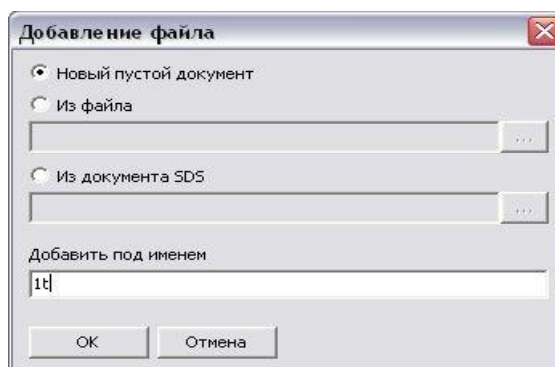 Добавление файла
Новый пустой документ
Из файла
...
Из документа SDS
...
Добавить под именем
1t
OK Отмена